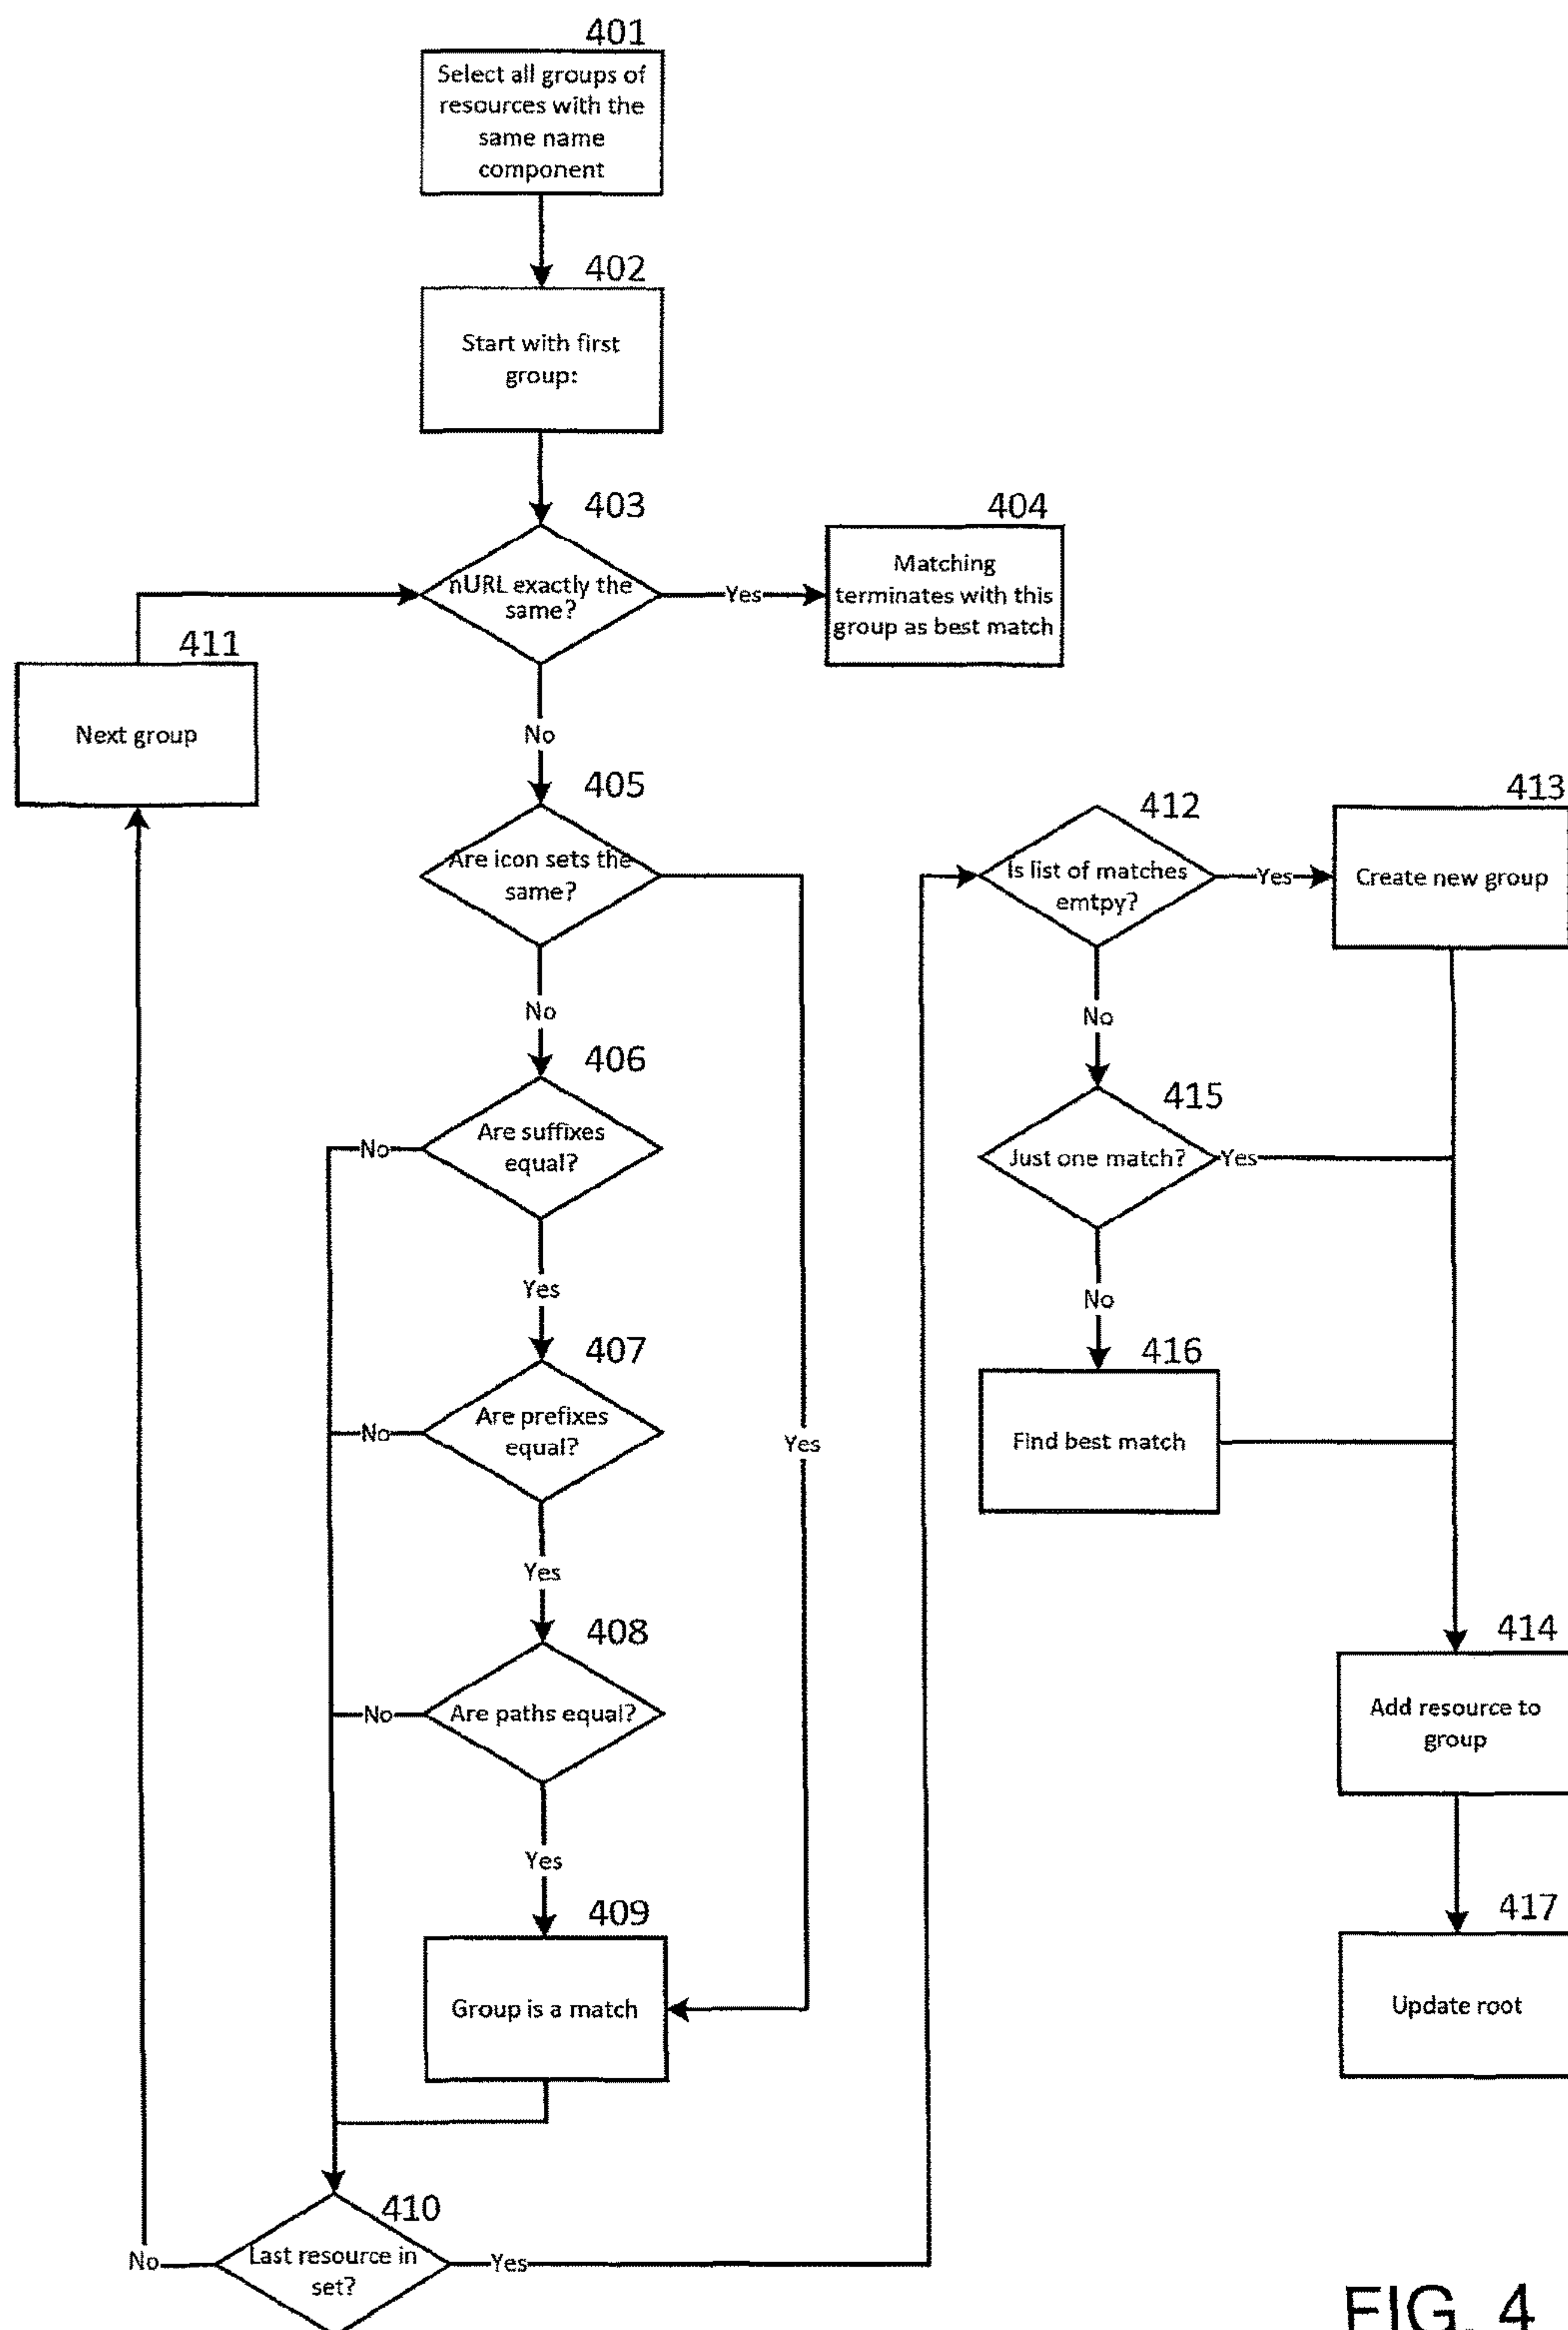 401
Select all groups of
resources with the
same name
component
402
Start with first
group:
403
nURL exactly the
same?
Yes
404
Matching
terminates with this
group as best match
411
Next group
No
405
Are icon sets the
same?
No
Yes
406
Are suffixes
equal?
No
Yes
407
Are prefixes
equal?
No
Yes
408
Are paths equal?
No
Yes
409
Group is a match
410
Last resource in
set?
No
Yes
412
Is list of matches
emtpy?
Yes
413
Create new group
No
415
Just one match?
Yes
No
416
Find best match
414
Add resource to
group
417
Update root
FIG. 4